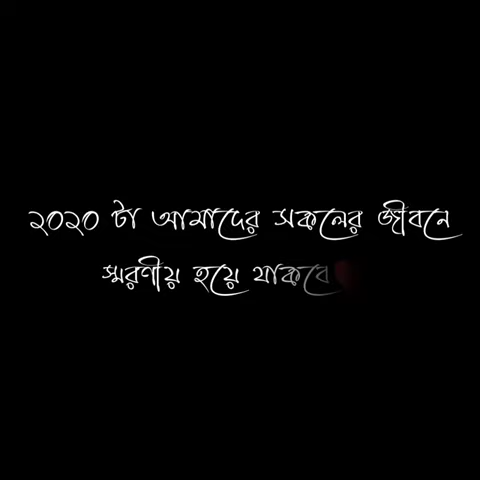 ২০২০ টা আমাদের সকলের জীবনে
স্মরণীয় হয়ে থাকবে